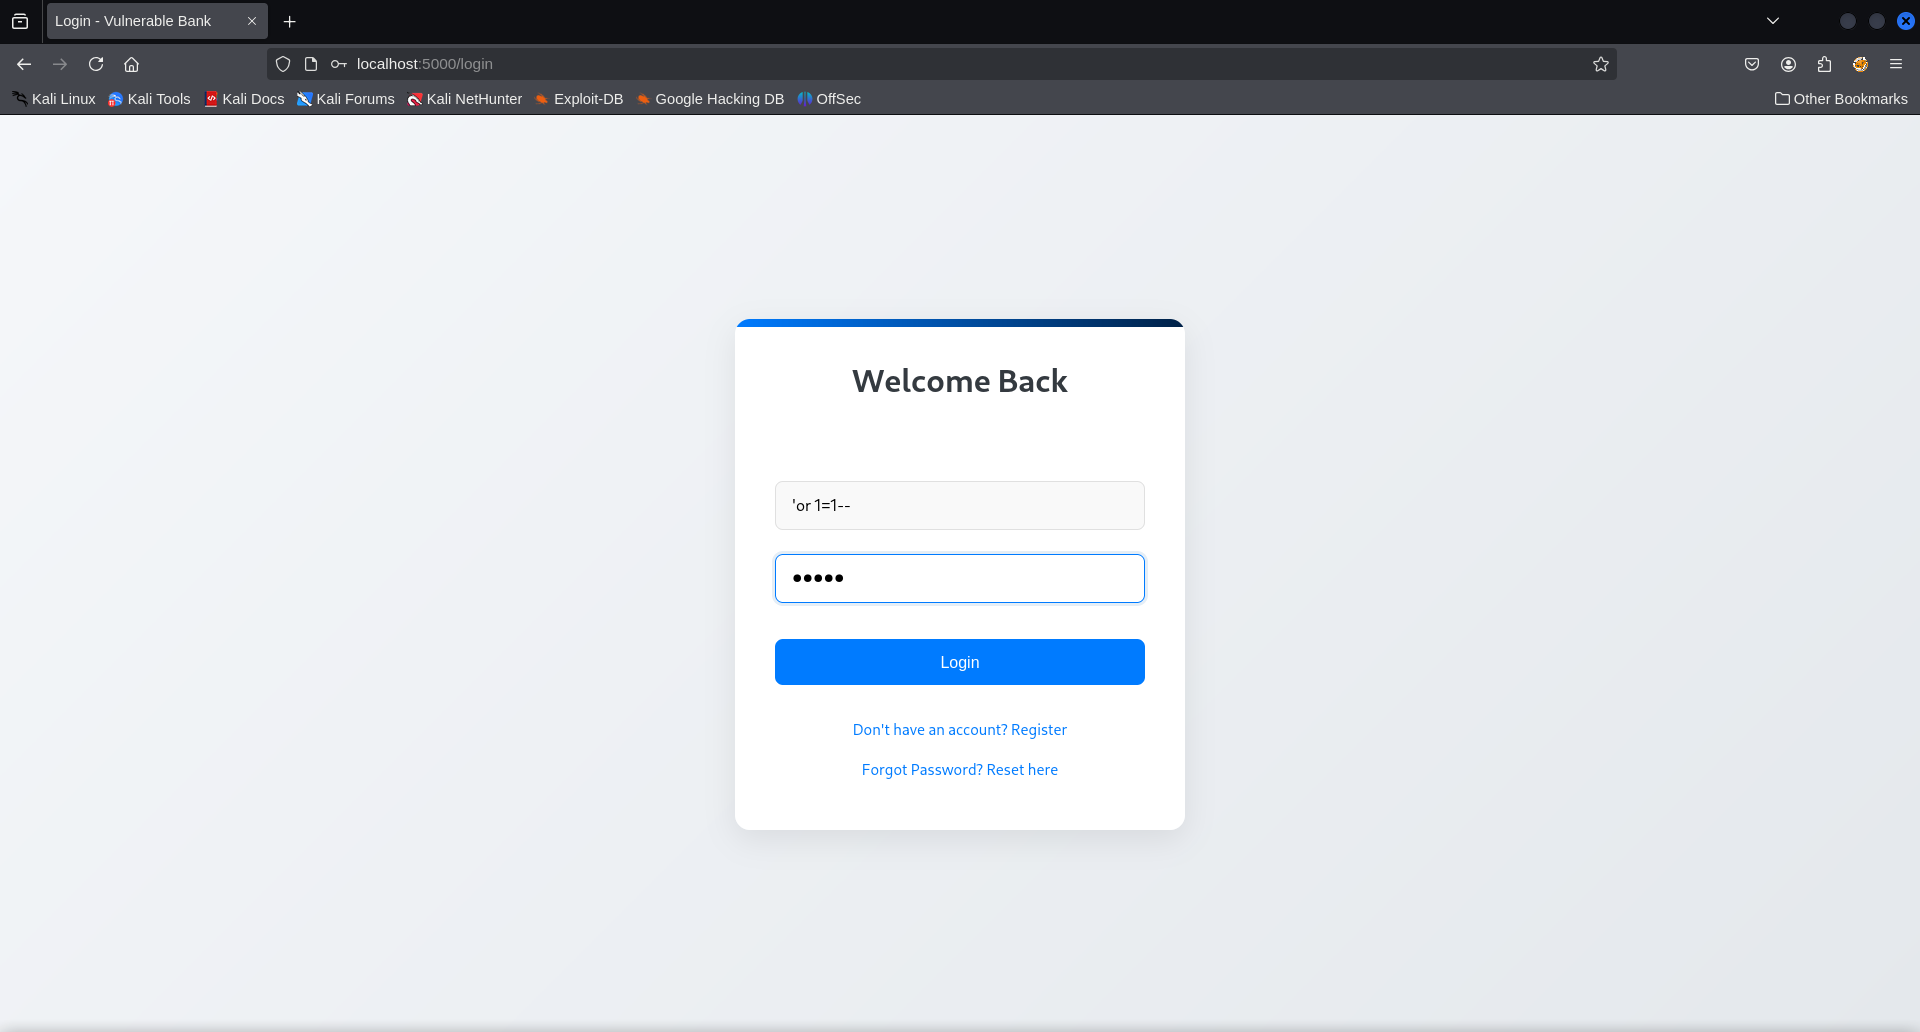 Login - Vulnerable Bank
localhost:5000/login
Kali Linux Kali Tools Kali Docs Kali Forums Kali NetHunter Exploit-DB Google Hacking DB OffSec Other Bookmarks
Welcome Back
'or 1=1--
Login
Don't have an account? Register
Forgot Password? Reset here